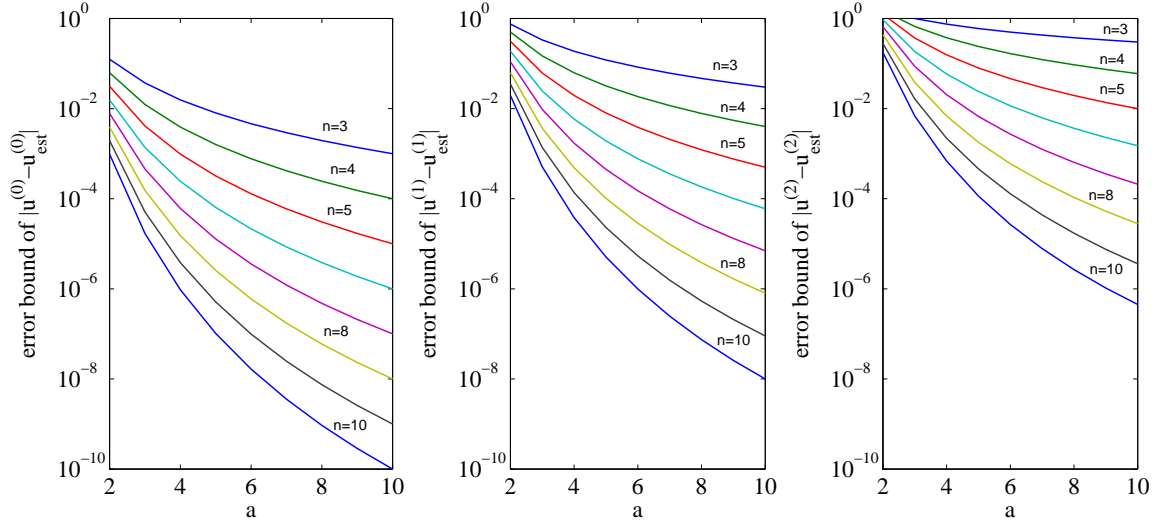 error bound of |u^(0)−u_est^(0)|
10^0
10^−2
10^−4
10^−6
10^−8
10^−10
n=3
n=4
n=5
n=8
n=10
2 4 6 8 10
a
error bound of |u^(1)−u_est^(1)|
10^0
10^−2
10^−4
10^−6
10^−8
10^−10
n=3
n=4
n=5
n=8
n=10
2 4 6 8 10
a
error bound of |u^(2)−u_est^(2)|
10^0
10^−2
10^−4
10^−6
10^−8
10^−10
n=3
n=4
n=5
n=8
n=10
2 4 6 8 10
a